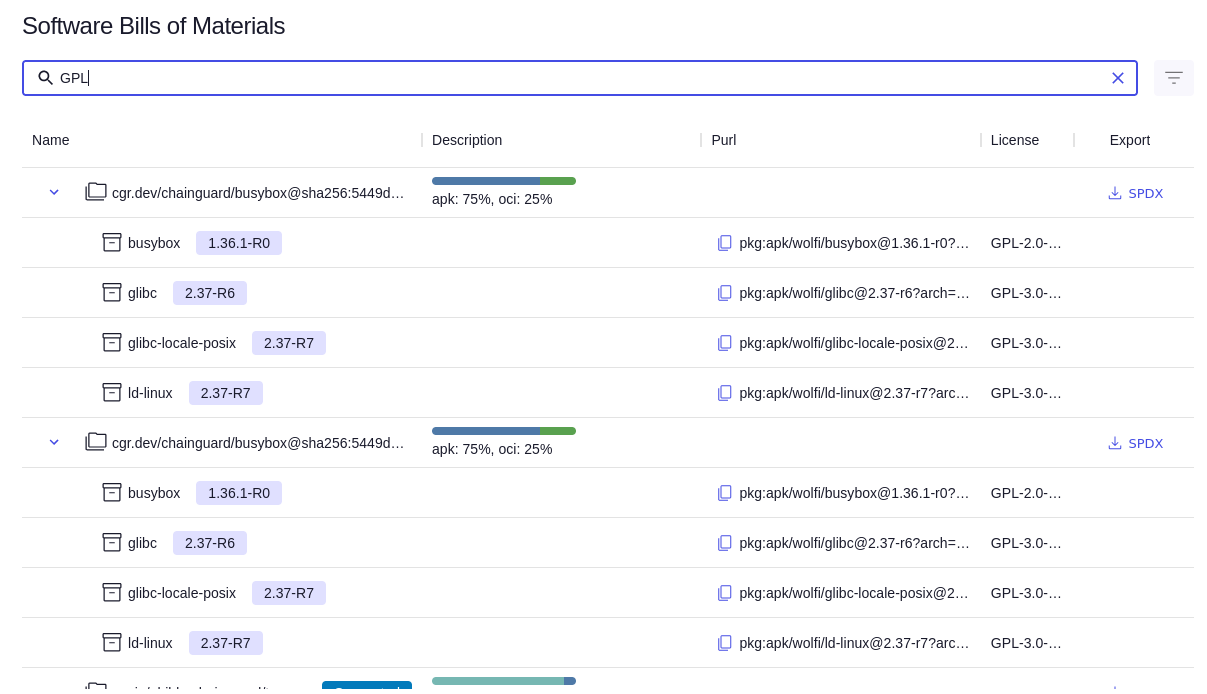 Software Bills of Materials
GPL
Name Description Purl License Export
cgr.dev/chainguard/busybox@sha256:5449d… apk: 75%, oci: 25% SPDX
busybox 1.36.1-R0 pkg:apk/wolfi/busybox@1.36.1-r0?… GPL-2.0-…
glibc 2.37-R6 pkg:apk/wolfi/glibc@2.37-r6?arch=… GPL-3.0-…
glibc-locale-posix 2.37-R7 pkg:apk/wolfi/glibc-locale-posix@2… GPL-3.0-…
ld-linux 2.37-R7 pkg:apk/wolfi/ld-linux@2.37-r7?arc… GPL-3.0-…
cgr.dev/chainguard/busybox@sha256:5449d… apk: 75%, oci: 25% SPDX
busybox 1.36.1-R0 pkg:apk/wolfi/busybox@1.36.1-r0?… GPL-2.0-…
glibc 2.37-R6 pkg:apk/wolfi/glibc@2.37-r6?arch=… GPL-3.0-…
glibc-locale-posix 2.37-R7 pkg:apk/wolfi/glibc-locale-posix@2… GPL-3.0-…
ld-linux 2.37-R7 pkg:apk/wolfi/ld-linux@2.37-r7?arc… GPL-3.0-…